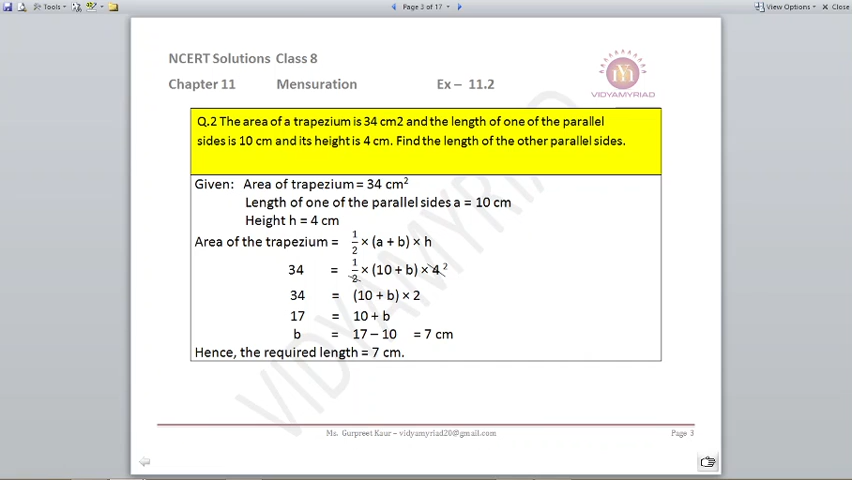 Tools
Page 3 of 17
View Options
Close
NCERT Solutions Class 8
Chapter 11 Mensuration Ex – 11.2
VIDYAMYRIAD
Q.2 The area of a trapezium is 34 cm2 and the length of one of the parallel
sides is 10 cm and its height is 4 cm. Find the length of the other parallel sides.
Given: Area of trapezium = 34 cm²
Length of one of the parallel sides a = 10 cm
Height h = 4 cm
Area of the trapezium = 1/2 × (a + b) × h
34 = 1/2 × (10 + b) × 4 2
34 = (10 + b) × 2
17 = 10 + b
b = 17 – 10 = 7 cm
Hence, the required length = 7 cm.
VIDYAMYRIAD
Ms. Gurpreet Kaur – vidyamyriad20@gmail.com Page 3